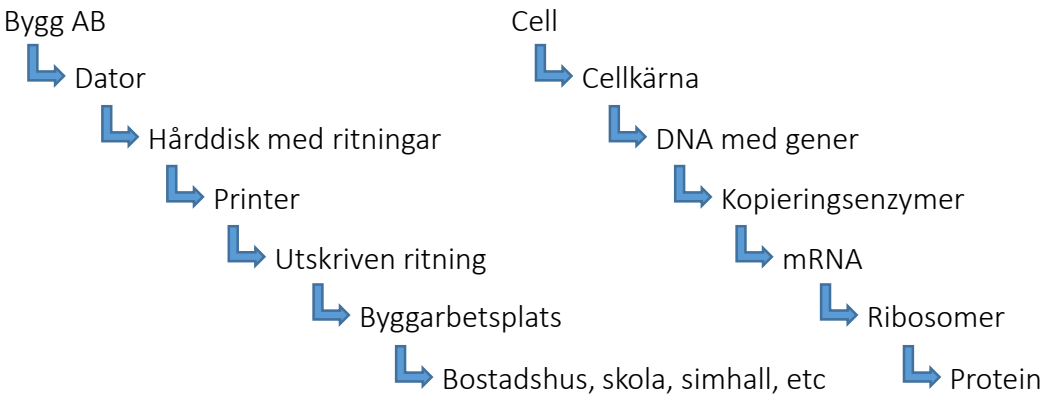 Bygg AB
Dator
Hårddisk med ritningar
Printer
Utskriven ritning
Byggarbetsplats
Bostadshus, skola, simhall, etc
Cell
Cellkärna
DNA med gener
Kopieringsenzymer
mRNA
Ribosomer
Protein